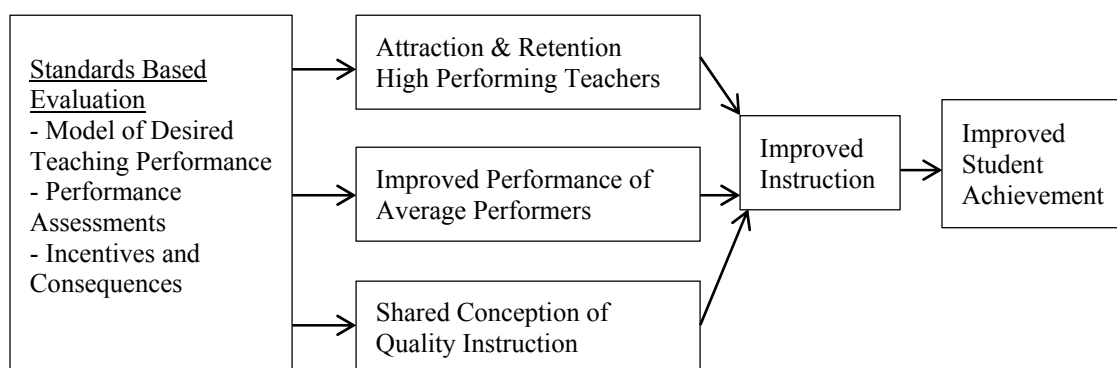 Standards Based
Evaluation
- Model of Desired
Teaching Performance
- Performance
Assessments
- Incentives and
Consequences
Attraction & Retention
High Performing Teachers
Improved Performance of
Average Performers
Shared Conception of
Quality Instruction
Improved
Instruction
Improved
Student
Achievement